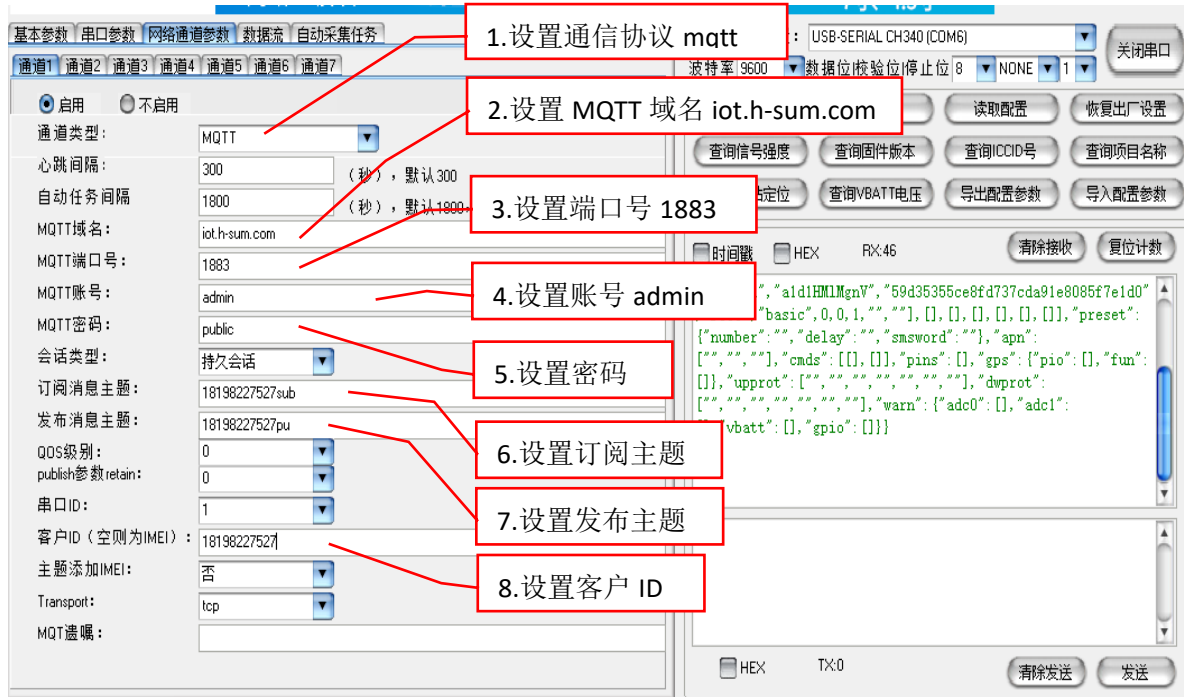 基本参数 串口参数 网络通道参数 数据流 自动采集任务
通道1 通道2 通道3 通道4 通道5 通道6 通道7
启用 不启用
通道类型: MQTT
心跳间隔: 300 (秒),默认300
自动任务间隔 1800 (秒),默认1800
MQTT域名: iot.h-sum.com
MQTT端口号: 1883
MQTT账号: admin
MQTT密码: public
会话类型: 持久会话
订阅消息主题: 18198227527sub
发布消息主题: 18198227527pu
QOS级别: 0
publish参数retain: 0
串口ID: 1
客户ID(空则为IMEI): 18198227527
主题添加IMEI: 否
Transport: tcp
MQT遗嘱:
1.设置通信协议 mqtt
2.设置 MQTT 域名 iot.h-sum.com
3.设置端口号 1883
4.设置账号 admin
5.设置密码
6.设置订阅主题
7.设置发布主题
8.设置客户 ID
: USB-SERIAL CH340 (COM6)
关闭串口
波特率 9600 数据位|校验位|停止位 8 NONE 1
读取配置 恢复出厂设置
查询信号强度 查询固件版本 查询ICCID号 查询项目名称
定位 查询VBATT电压 导出配置参数 导入配置参数
时间戳 HEX RX:46 清除接收 复位计数
","a1d1HM1MgnV","59d35355ce8fd737cda91e8085f7e1d0"
"basic",0,0,1,"",""],[],[],[],[],[],[]],"preset":
{"number":"","delay":"","smsword":""},"apn":
["","",""],"cmds":[[],[]],"pins":[],"gps":{"pio":[],"fun":
[]},"upprot":["","","","","","",""],"dwprot":
["","","","","","",""],"warn":{"adc0":[],"adc1":
vbatt":[],"gpio":[]}}
HEX TX:0 清除发送 发送